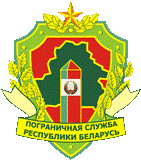 ПОГРАНИЧНАЯ СЛУЖБА
РЕСПУБЛИКИ БЕЛАРУСЬ